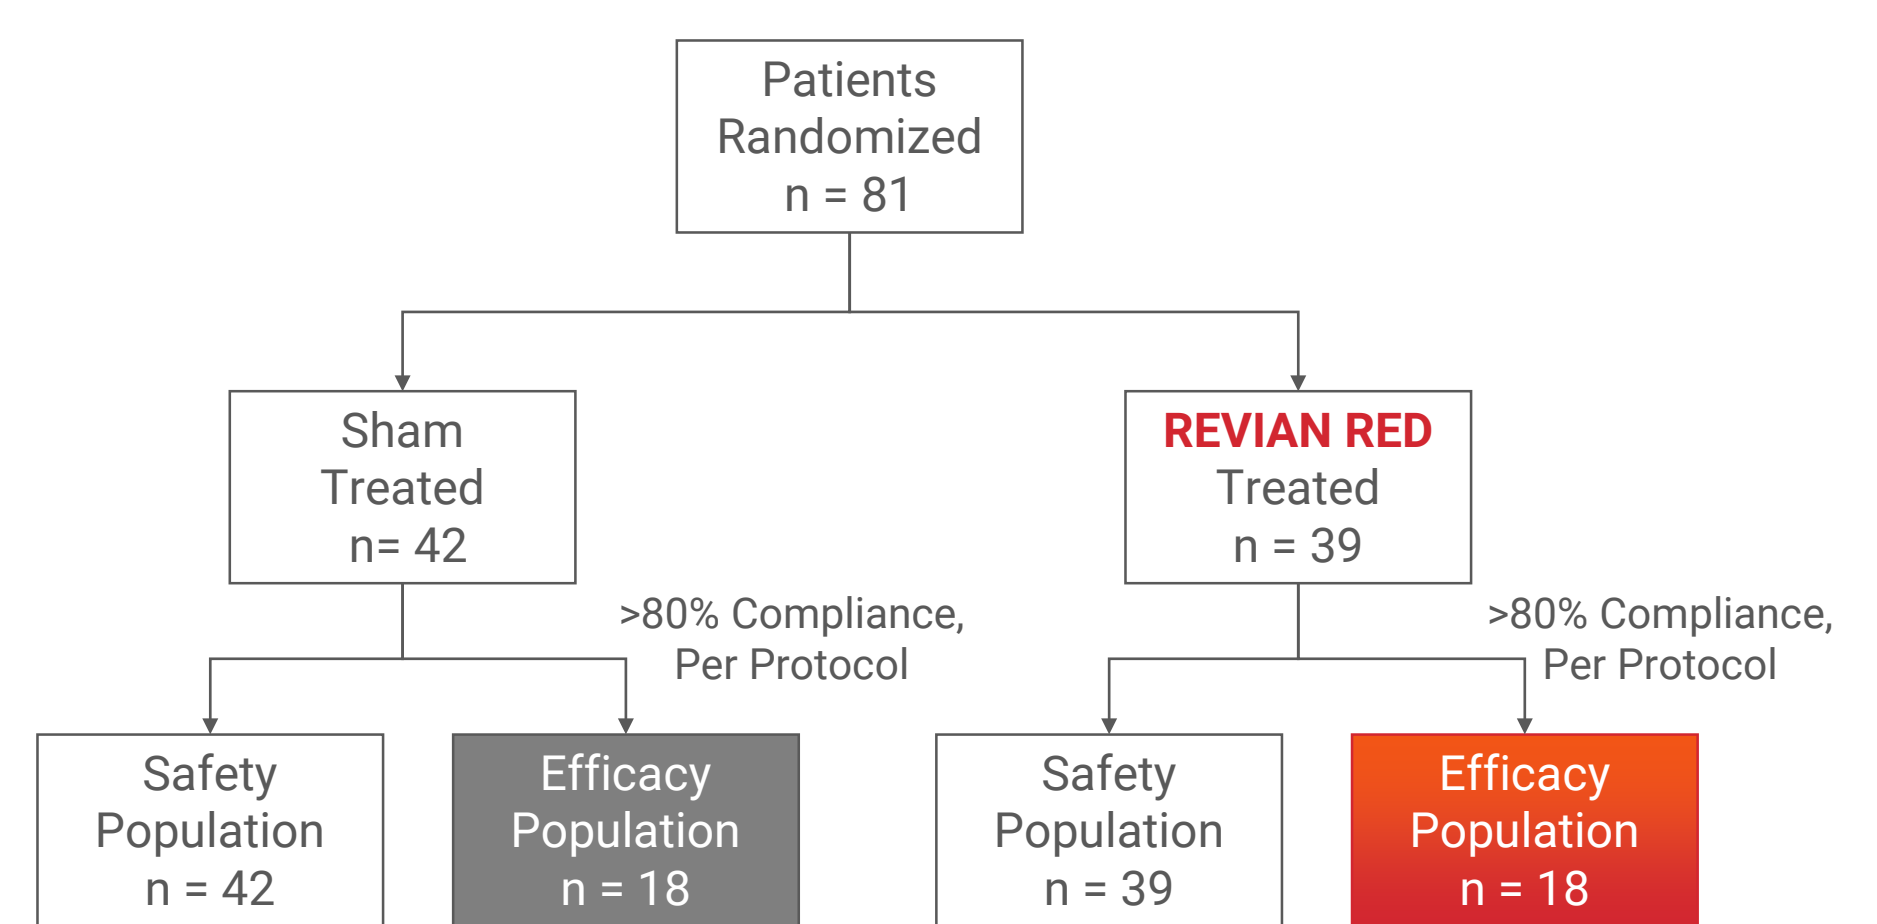 Patients
Randomized
n = 81
Sham
Treated
n= 42
REVIAN RED
Treated
n = 39
>80% Compliance,
Per Protocol
>80% Compliance,
Per Protocol
Safety
Population
n = 42
Efficacy
Population
n = 18
Safety
Population
n = 39
Efficacy
Population
n = 18